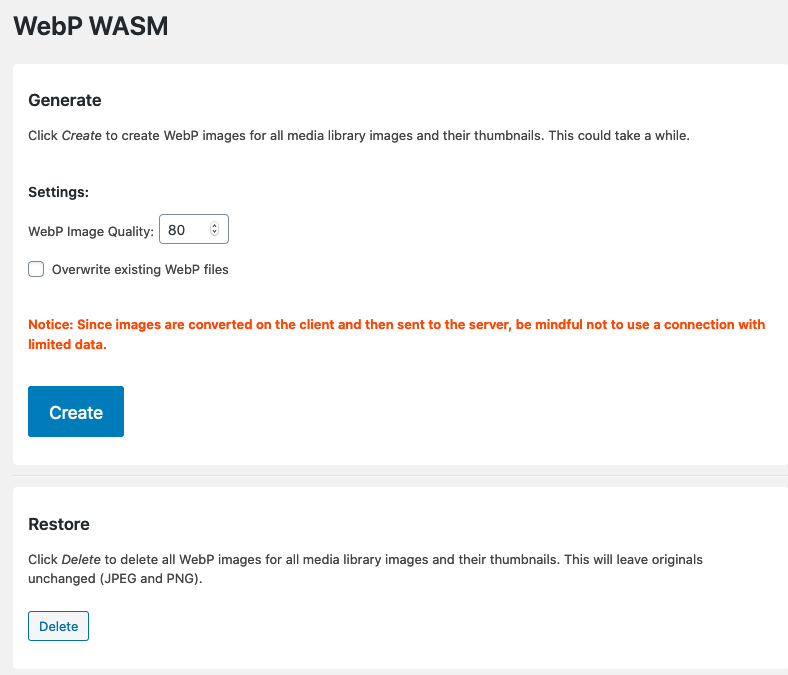 WebP WASM
Generate
Click Create to create WebP images for all media library images and their thumbnails. This could take a while.
Settings:
WebP Image Quality: 80
Overwrite existing WebP files
Notice: Since images are converted on the client and then sent to the server, be mindful not to use a connection with
limited data.
Create
Restore
Click Delete to delete all WebP images for all media library images and their thumbnails. This will leave originals
unchanged (JPEG and PNG).
Delete